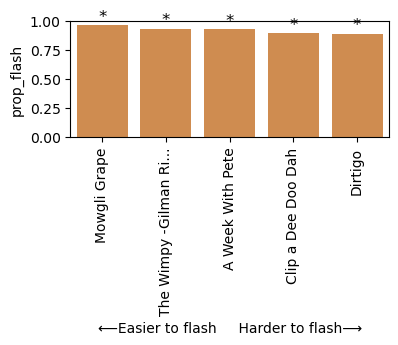 1.00
0.75
0.50
0.25
0.00
prop_flash
* * * * *
Mowgli Grape
The Wimpy -Gilman Ri...
A Week With Pete
Clip a Dee Doo Dah
Dirtigo
⟵Easier to flash Harder to flash⟶